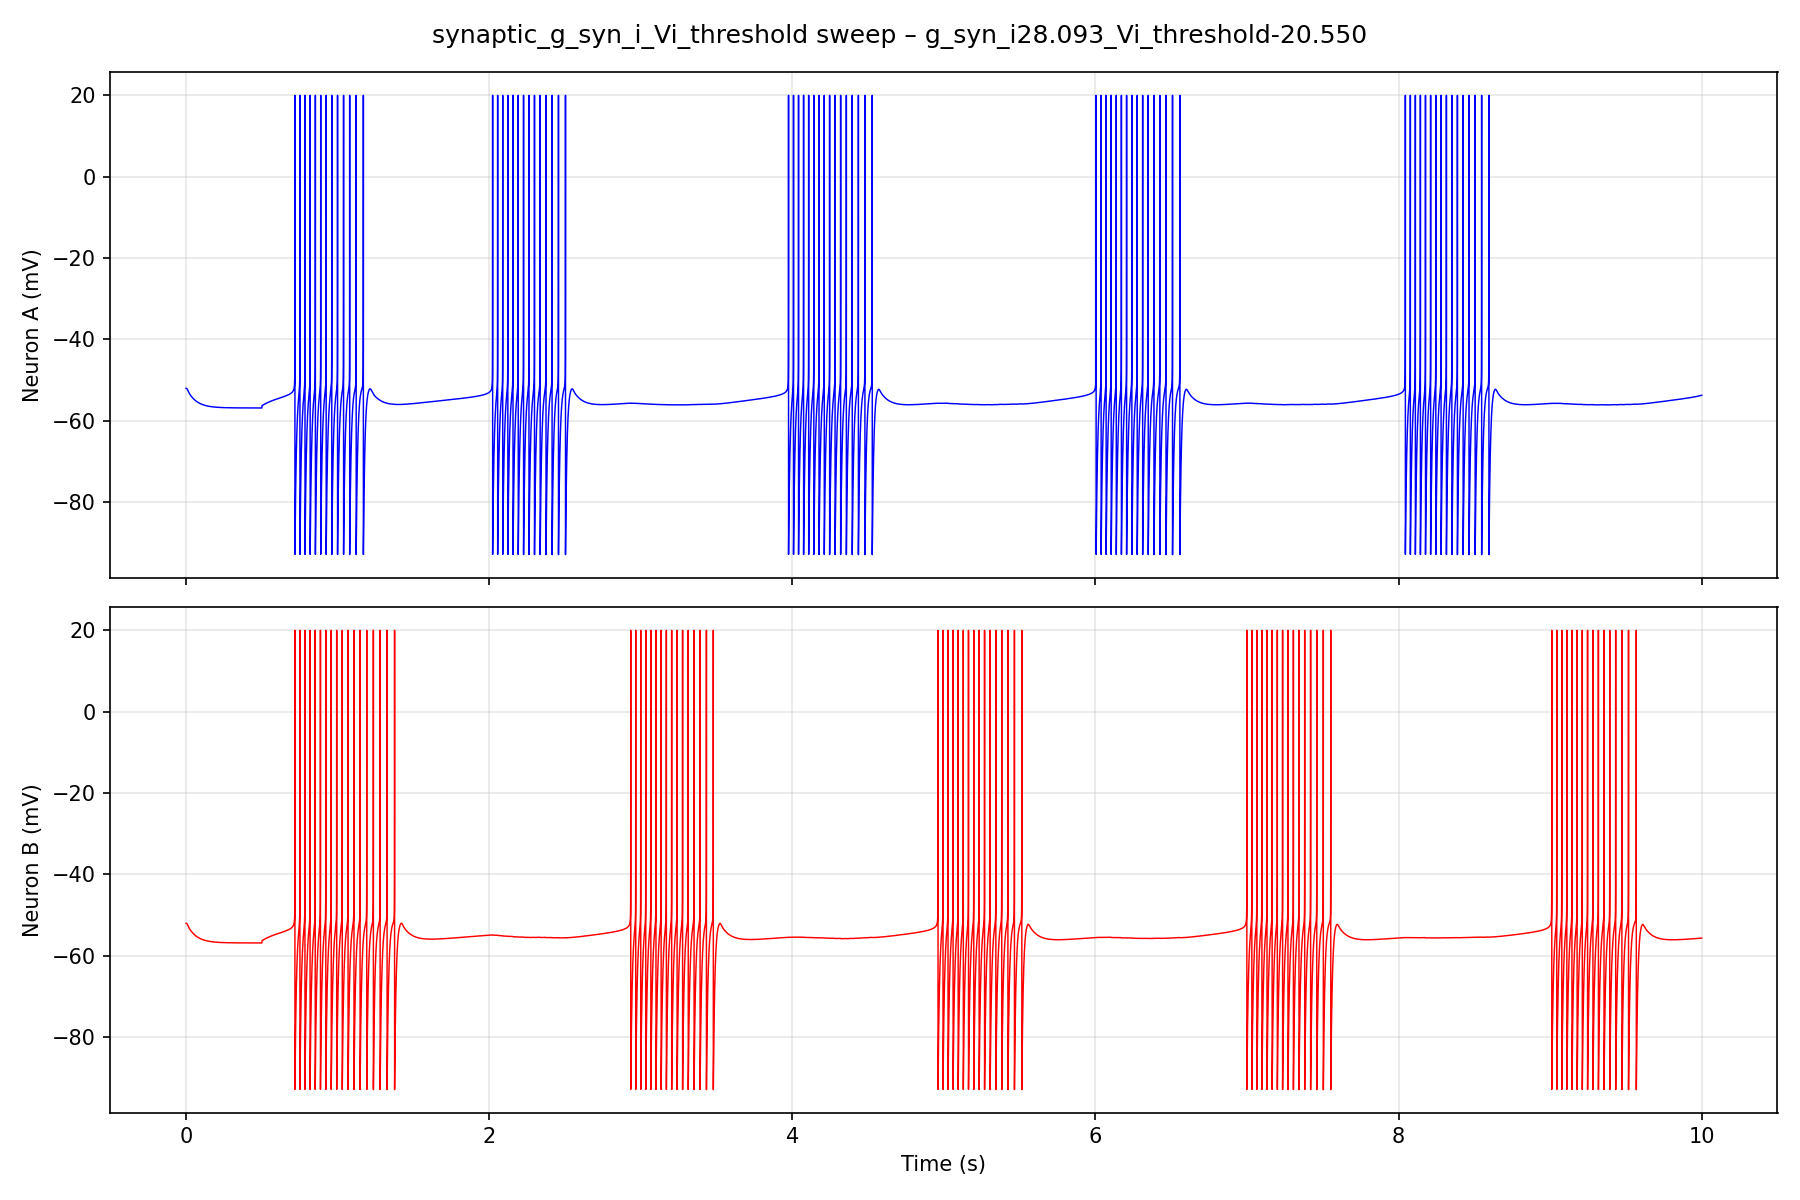 synaptic_g_syn_i_Vi_threshold sweep – g_syn_i28.093_Vi_threshold-20.550
Neuron A (mV)
20
0
−20
−40
−60
−80
Neuron B (mV)
20
0
−20
−40
−60
−80
0 2 4 6 8 10
Time (s)